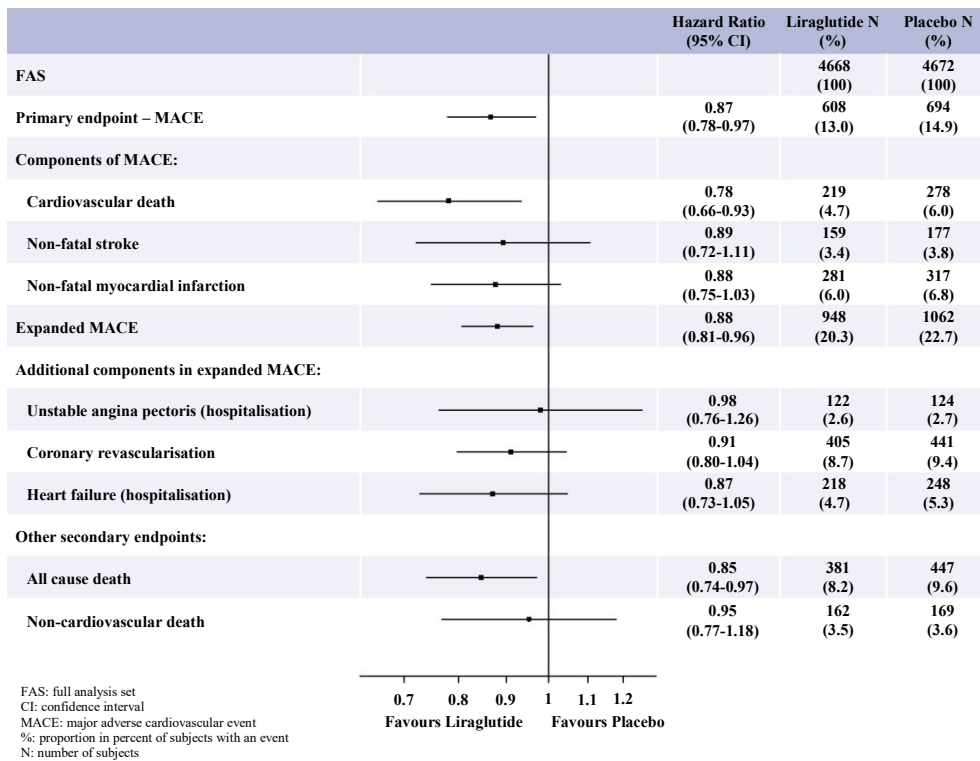 Hazard Ratio Liraglutide N Placebo N
(95% CI) (%) (%)
FAS 4668 4672
(100) (100)
Primary endpoint – MACE 0.87 608 694
(0.78-0.97) (13.0) (14.9)
Components of MACE:
Cardiovascular death 0.78 219 278
(0.66-0.93) (4.7) (6.0)
Non-fatal stroke 0.89 159 177
(0.72-1.11) (3.4) (3.8)
Non-fatal myocardial infarction 0.88 281 317
(0.75-1.03) (6.0) (6.8)
Expanded MACE 0.88 948 1062
(0.81-0.96) (20.3) (22.7)
Additional components in expanded MACE:
Unstable angina pectoris (hospitalisation) 0.98 122 124
(0.76-1.26) (2.6) (2.7)
Coronary revascularisation 0.91 405 441
(0.80-1.04) (8.7) (9.4)
Heart failure (hospitalisation) 0.87 218 248
(0.73-1.05) (4.7) (5.3)
Other secondary endpoints:
All cause death 0.85 381 447
(0.74-0.97) (8.2) (9.6)
Non-cardiovascular death 0.95 162 169
(0.77-1.18) (3.5) (3.6)
0.7 0.8 0.9 1 1.1 1.2
Favours Liraglutide Favours Placebo
FAS: full analysis set
CI: confidence interval
MACE: major adverse cardiovascular event
%: proportion in percent of subjects with an event
N: number of subjects